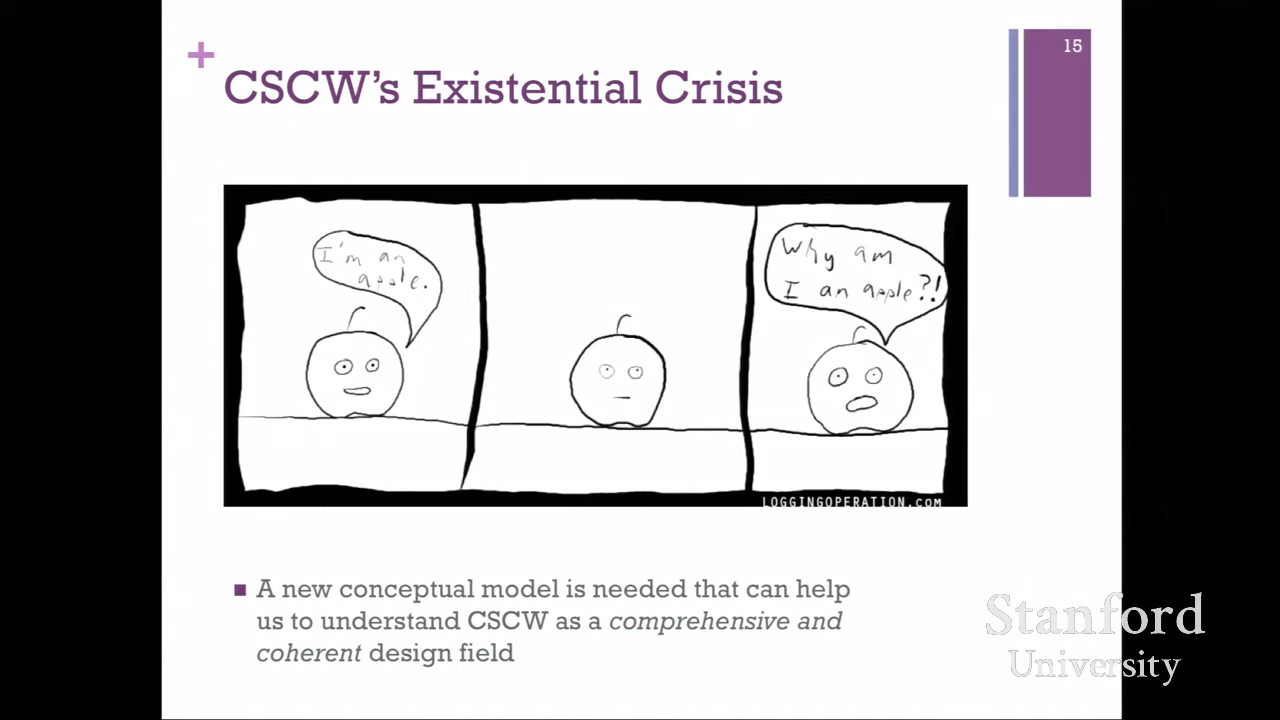 +
CSCW's Existential Crisis
15
I'm an
apple.
Why am
I an apple?!
LOGGINGOPERATION.COM
A new conceptual model is needed that can help
us to understand CSCW as a comprehensive and
coherent design field
Stanford
University